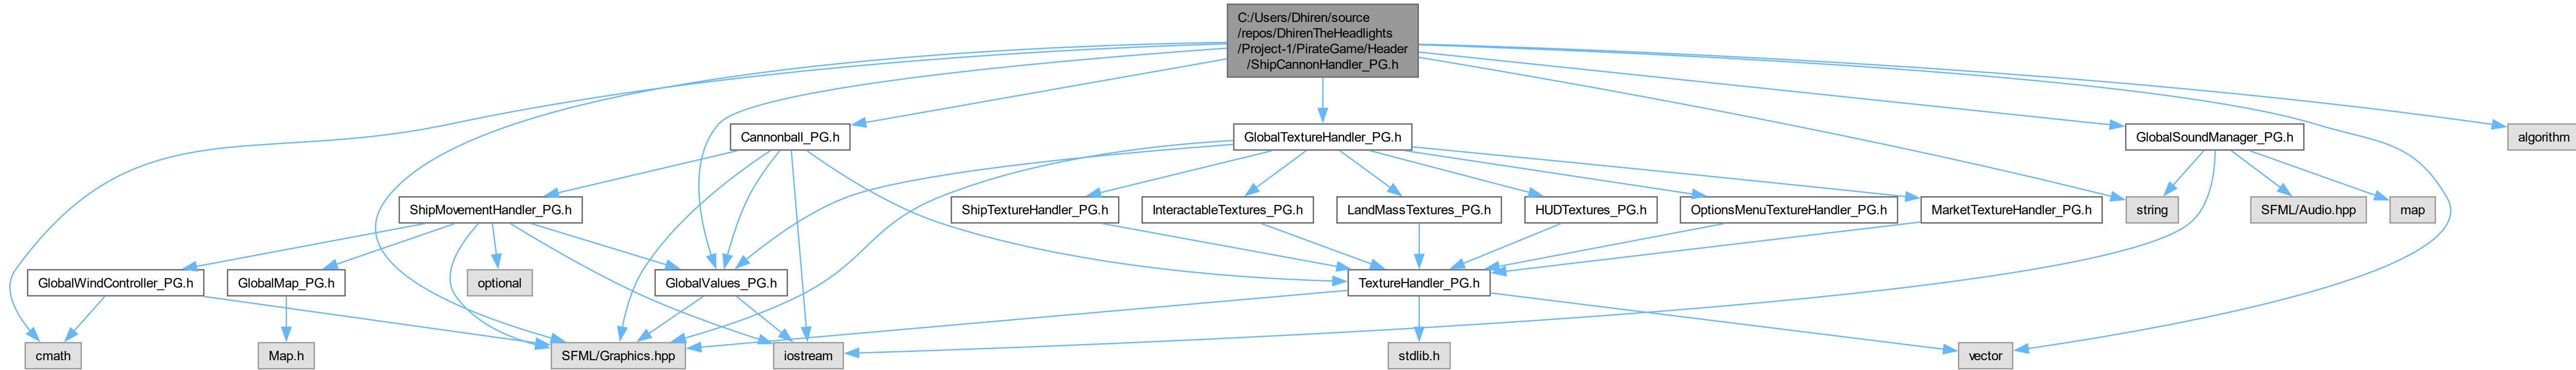 C:/Users/Dhiren/source
/repos/DhirenTheHeadlights
/Project-1/PirateGame/Header
/ShipCannonHandler_PG.h
Cannonball_PG.h
GlobalTextureHandler_PG.h
GlobalSoundManager_PG.h
algorithm
ShipMovementHandler_PG.h
ShipTextureHandler_PG.h
InteractableTextures_PG.h
LandMassTextures_PG.h
HUDTextures_PG.h
OptionsMenuTextureHandler_PG.h
MarketTextureHandler_PG.h
string
SFML/Audio.hpp
map
GlobalWindController_PG.h
GlobalMap_PG.h
optional
GlobalValues_PG.h
TextureHandler_PG.h
cmath
Map.h
SFML/Graphics.hpp
iostream
stdlib.h
vector